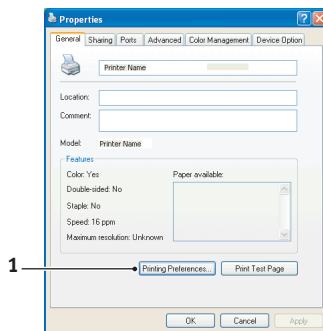 Properties
General Sharing Ports Advanced Color Management Device Option
Printer Name
Location:
Comment:
Model: Printer Name
Features
Color: Yes
Paper available:
Double-sided: No
Staple: No
Speed: 16 ppm
Maximum resolution: Unknown
1
Printing Preferences... Print Test Page
OK Cancel Apply